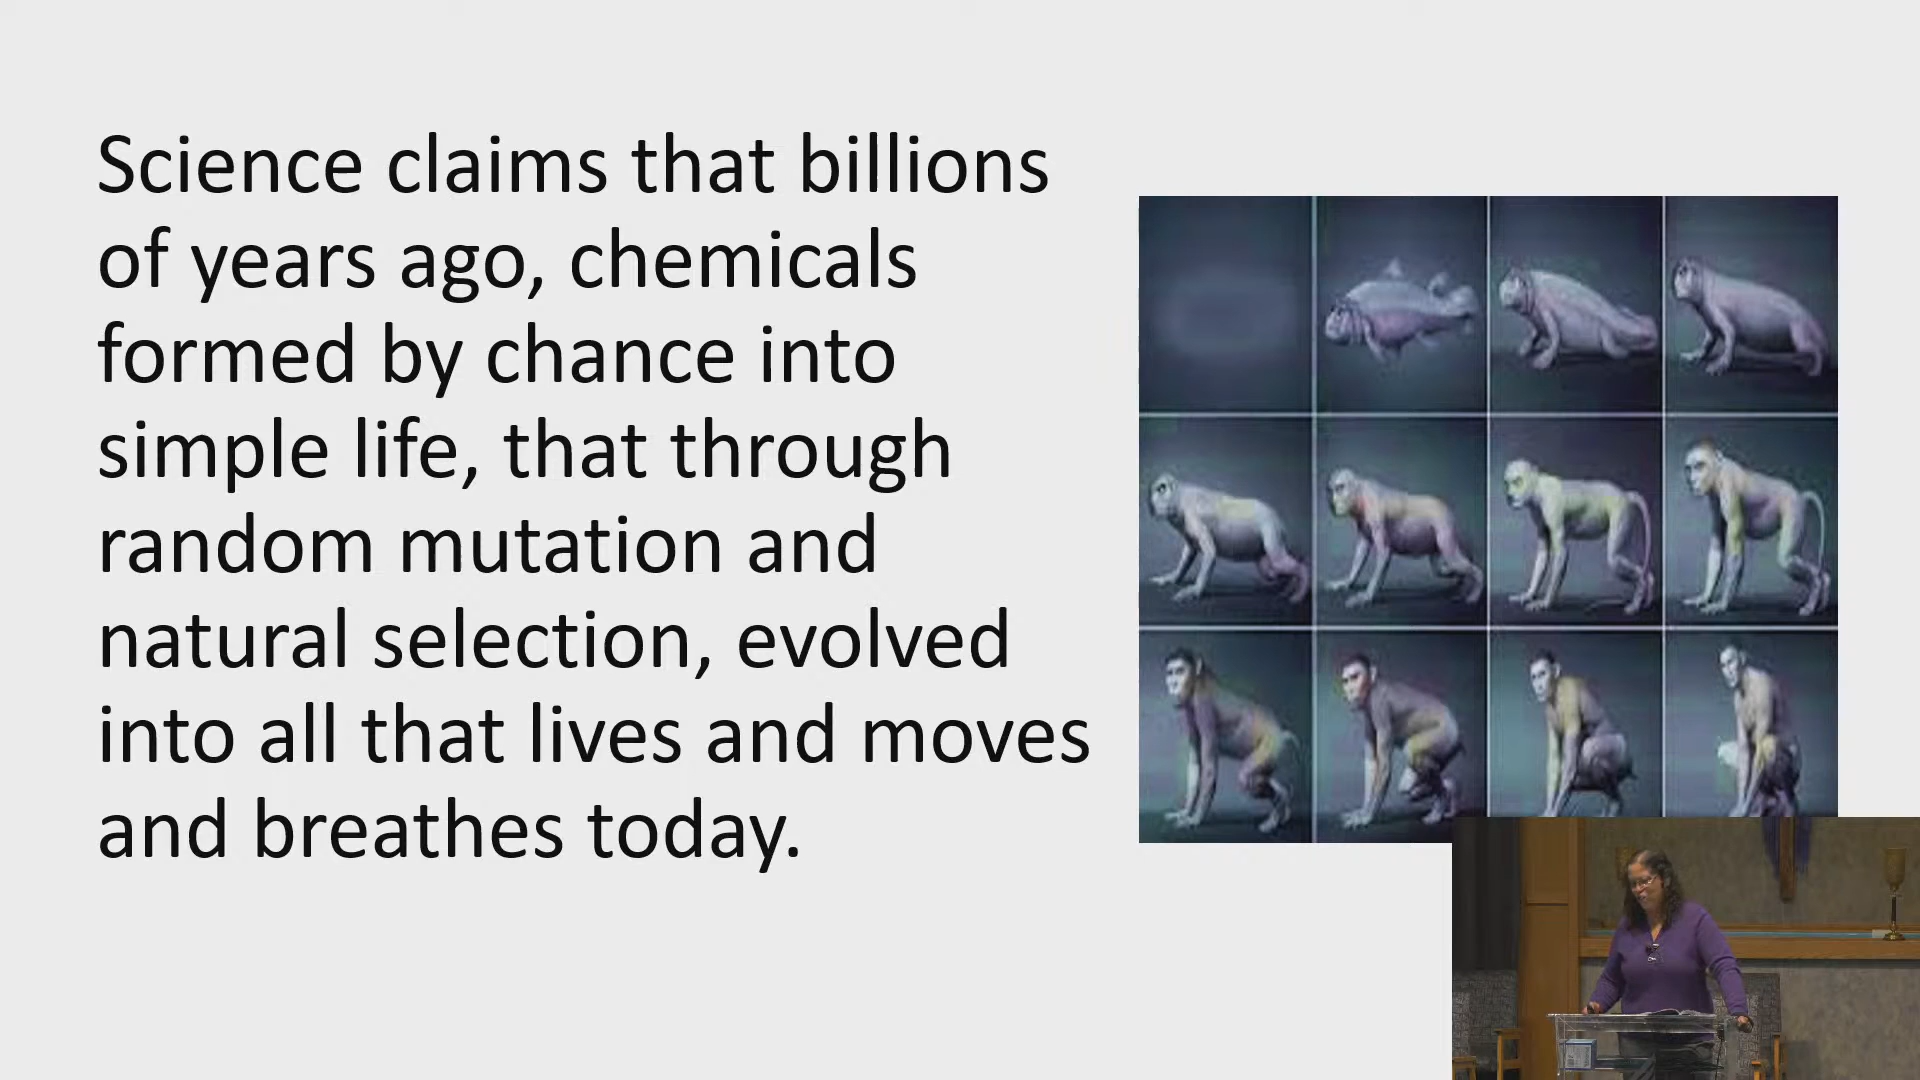 Science claims that billions
of years ago, chemicals
formed by chance into
simple life, that through
random mutation and
natural selection, evolved
into all that lives and moves
and breathes today.